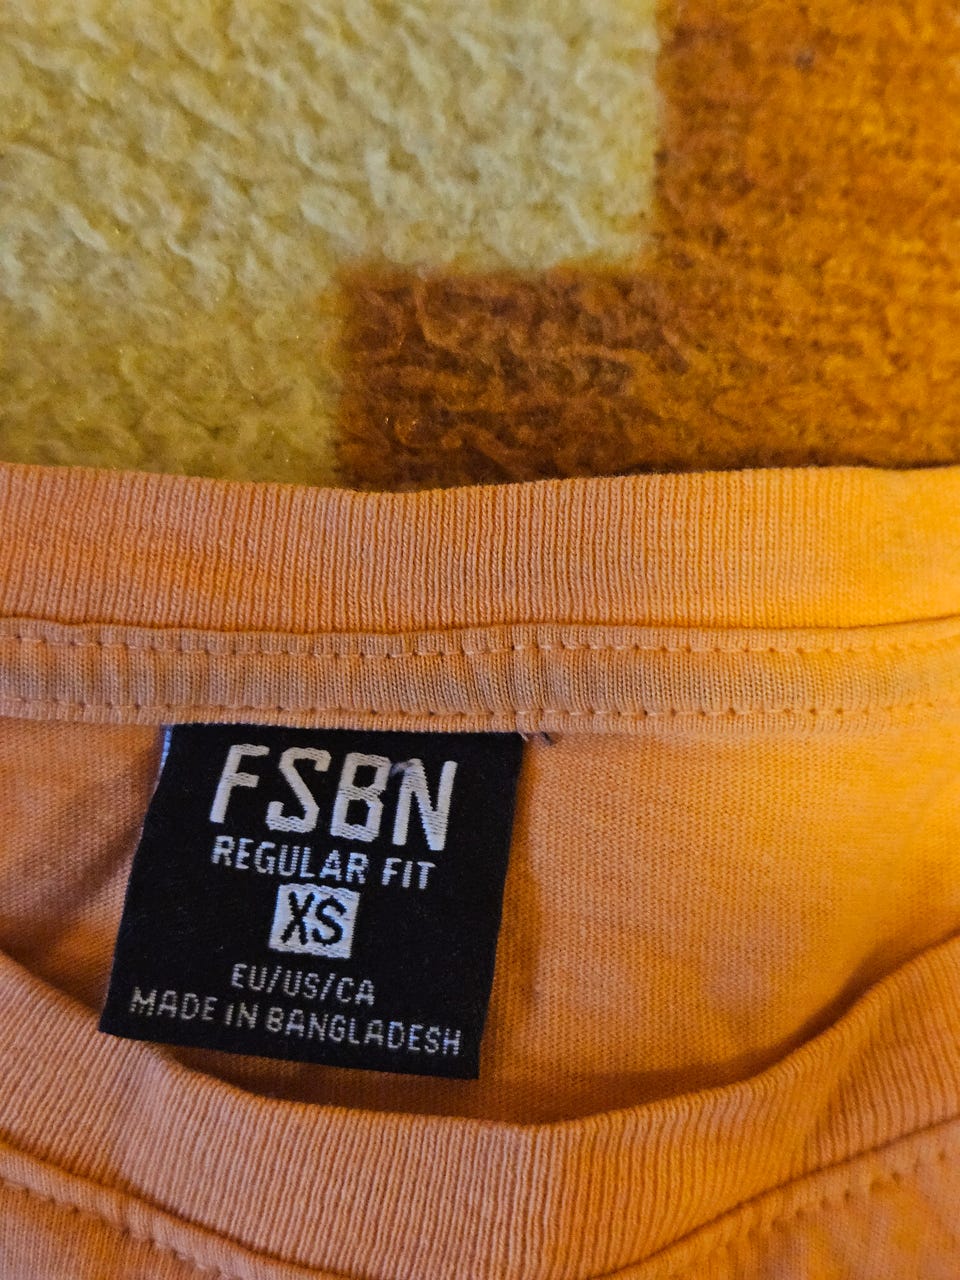 FSBN
REGULAR FIT
XS
EU/US/CA
MADE IN BANGLADESH